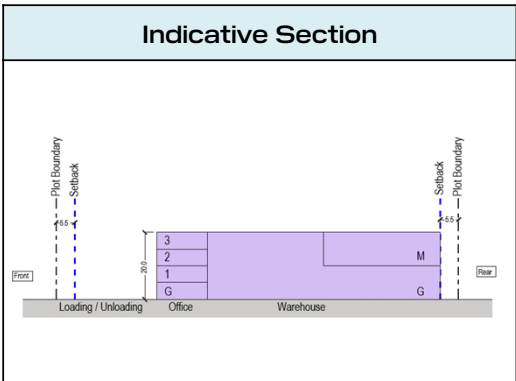 Indicative Section
Plot Boundary
Setback
5.5
Setback
Plot Boundary
5.5
20.0
3
2
1
G
M
G
Front
Rear
Loading / Unloading
Office
Warehouse